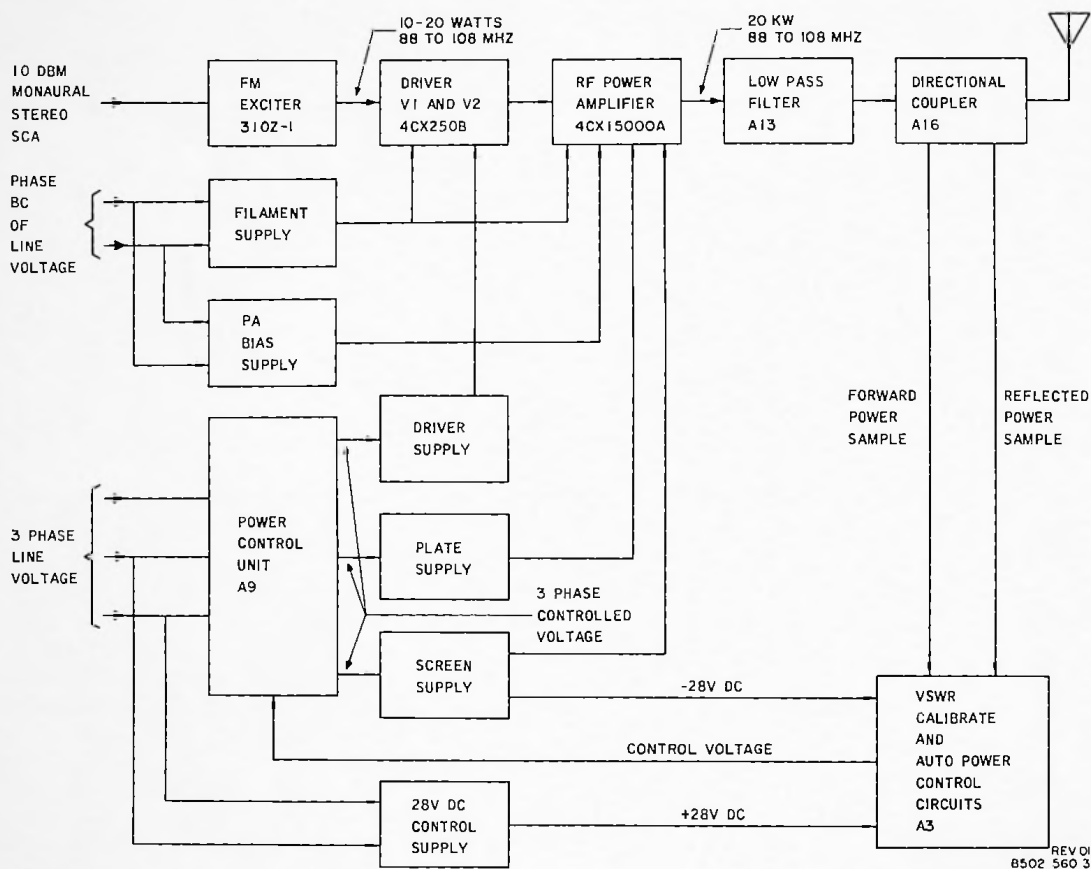 10-20 WATTS
88 TO 108 MHZ
20 KW
88 TO 108 MHZ
10 DBM
MONAURAL
STEREO
SCA
FM
EXCITER
310Z-1
DRIVER
V1 AND V2
4CX250B
RF POWER
AMPLIFIER
4CX15000A
LOW PASS
FILTER
A13
DIRECTIONAL
COUPLER
A16
PHASE
BC
OF
LINE
VOLTAGE
FILAMENT
SUPPLY
PA
BIAS
SUPPLY
DRIVER
SUPPLY
FORWARD
POWER
SAMPLE
REFLECTED
POWER
SAMPLE
3 PHASE
LINE
VOLTAGE
POWER
CONTROL
UNIT
A9
PLATE
SUPPLY
3 PHASE
CONTROLLED
VOLTAGE
SCREEN
SUPPLY
-28V DC
CONTROL VOLTAGE
VSWR
CALIBRATE
AND
AUTO POWER
CONTROL
CIRCUITS
A3
28V DC
CONTROL
SUPPLY
+28V DC
REV 01
8502 560 3